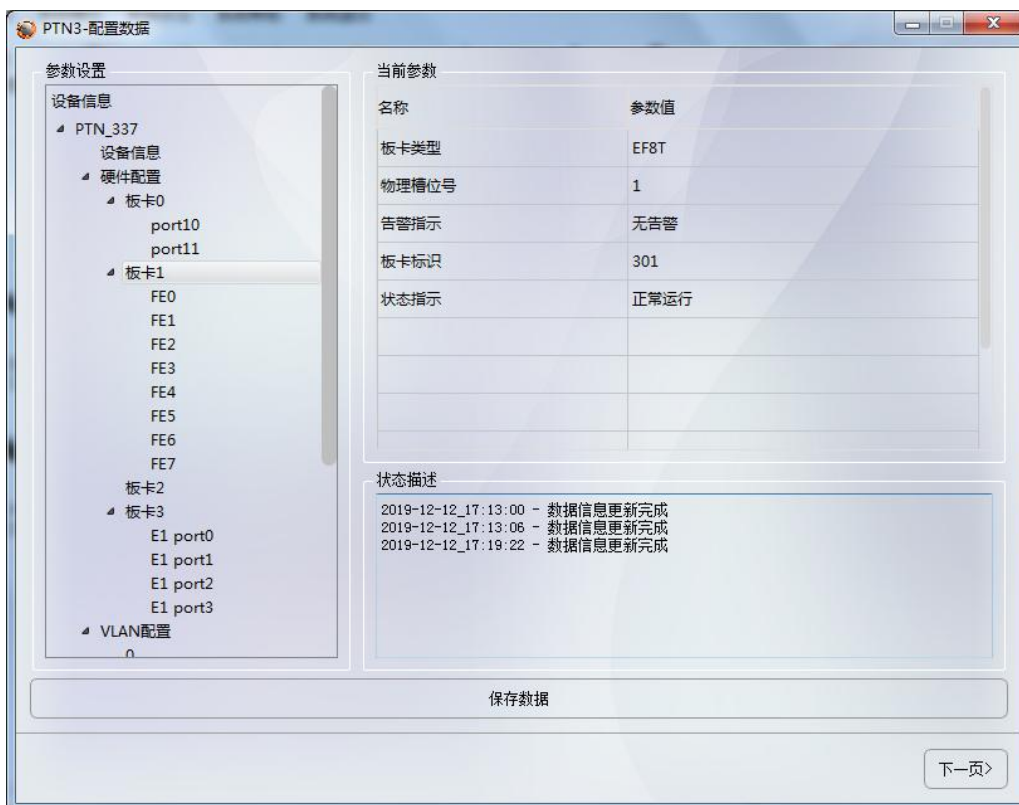 PTN3-配置数据
参数设置
设备信息
PTN_337
设备信息
硬件配置
板卡0
port10
port11
板卡1
FE0
FE1
FE2
FE3
FE4
FE5
FE6
FE7
板卡2
板卡3
E1 port0
E1 port1
E1 port2
E1 port3
VLAN配置
0
当前参数
名称 参数值
板卡类型 EF8T
物理槽位号 1
告警指示 无告警
板卡标识 301
状态指示 正常运行
状态描述
2019-12-12_17:13:00 - 数据信息更新完成
2019-12-12_17:13:06 - 数据信息更新完成
2019-12-12_17:19:22 - 数据信息更新完成
保存数据
下一页>